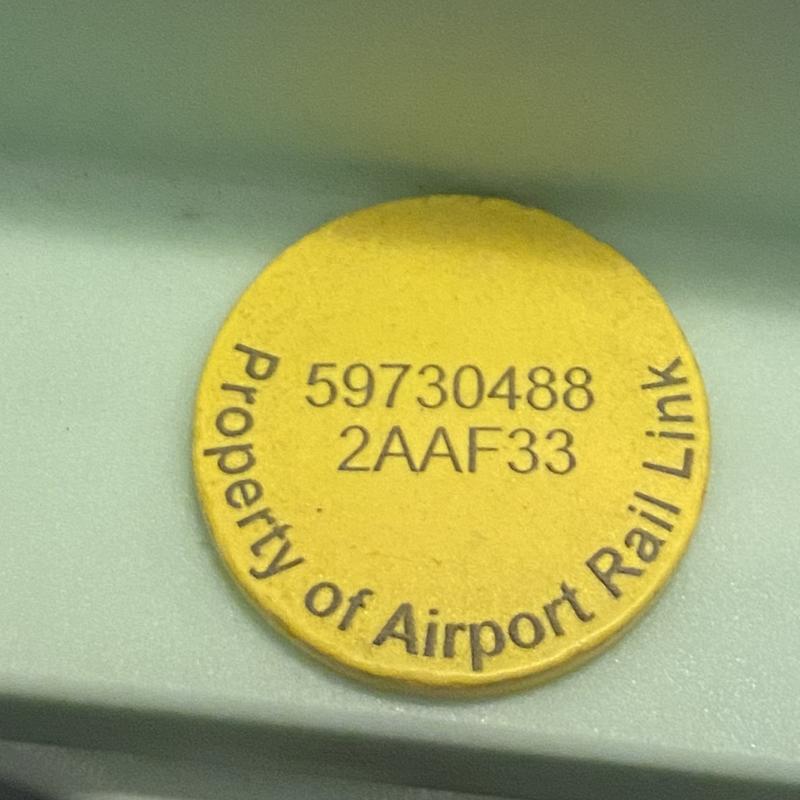 59730488
2AAF33
Property of Airport Rail Link